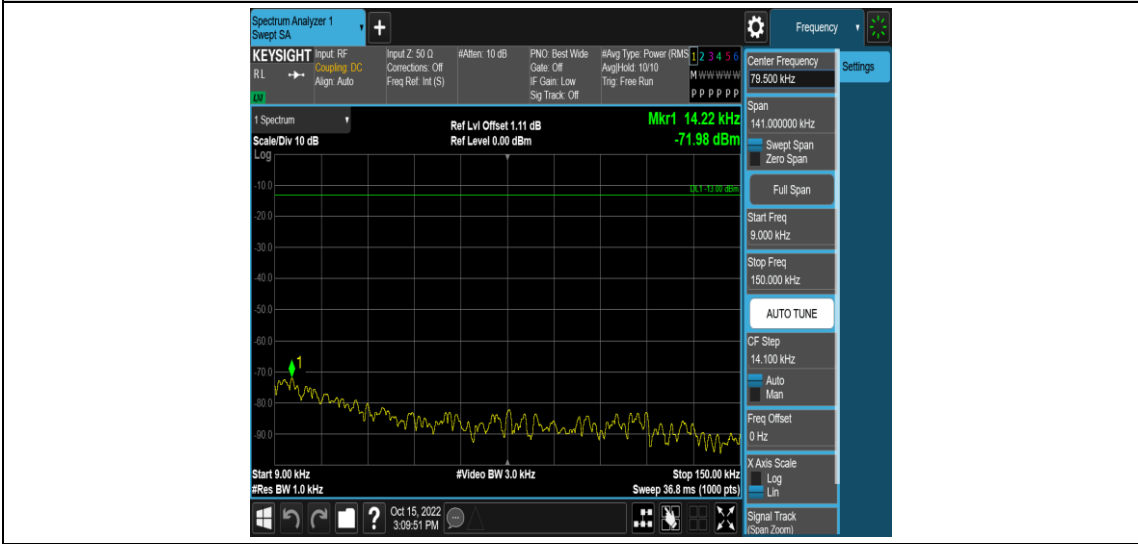 Spectrum Analyzer 1
Swept SA
+
Frequency
KEYSIGHT
RL
LNI
Input: RF
Coupling: DC
Align: Auto
Input Z: 50 Ω
Corrections: Off
Freq Ref: Int (S)
#Atten: 10 dB
PNO: Best Wide
Gate: Off
IF Gain: Low
Sig Track: Off
#Avg Type: Power (RMS
Avg|Hold: 10/10
Trig: Free Run
1 2 3 4 5 6
M W W W W W
P P P P P P
1 Spectrum
Scale/Div 10 dB
Log
Ref Lvl Offset 1.11 dB
Ref Level 0.00 dBm
Mkr1 14.22 kHz
-71.98 dBm
DL1 -13.00 dBm
-10.0
-20.0
-30.0
-40.0
-50.0
-60.0
-70.0
-80.0
-90.0
1
Start 9.00 kHz
#Video BW 3.0 kHz
Stop 150.00 kHz
#Res BW 1.0 kHz
Sweep 36.8 ms (1000 pts)
?
Oct 15, 2022
3:09:51 PM
Center Frequency
79.500 kHz
Settings
Span
141.000000 kHz
Swept Span
Zero Span
Full Span
Start Freq
9.000 kHz
Stop Freq
150.000 kHz
AUTO TUNE
CF Step
14.100 kHz
Auto
Man
Freq Offset
0 Hz
X Axis Scale
Log
Lin
Signal Track
(Span Zoom)